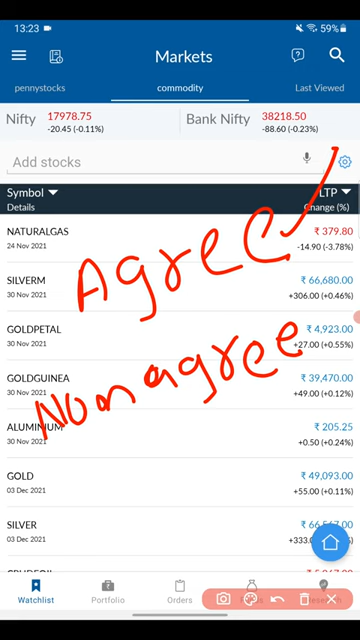 13:23 59%
Markets
pennystocks commodity Last Viewed
Nifty 17978.75 Bank Nifty 38218.50
-20.45 (-0.11%) -88.60 (-0.23%)
Add stocks
Symbol LTP
Details Change (%)
NATURALGAS ₹ 379.80
24 Nov 2021 -14.90 (-3.78%)
Agree
SILVERM ₹ 66,680.00
30 Nov 2021 +306.00 (+0.46%)
GOLDPETAL ₹ 4,923.00
30 Nov 2021 +27.00 (+0.55%)
Nonagree
GOLDGUINEA ₹ 39,470.00
30 Nov 2021 +49.00 (+0.12%)
ALUMINIUM ₹ 205.25
30 Nov 2021 +0.50 (+0.24%)
GOLD ₹ 49,093.00
03 Dec 2021 +55.00 (+0.11%)
SILVER
03 Dec 2021
Watchlist Portfolio Orders